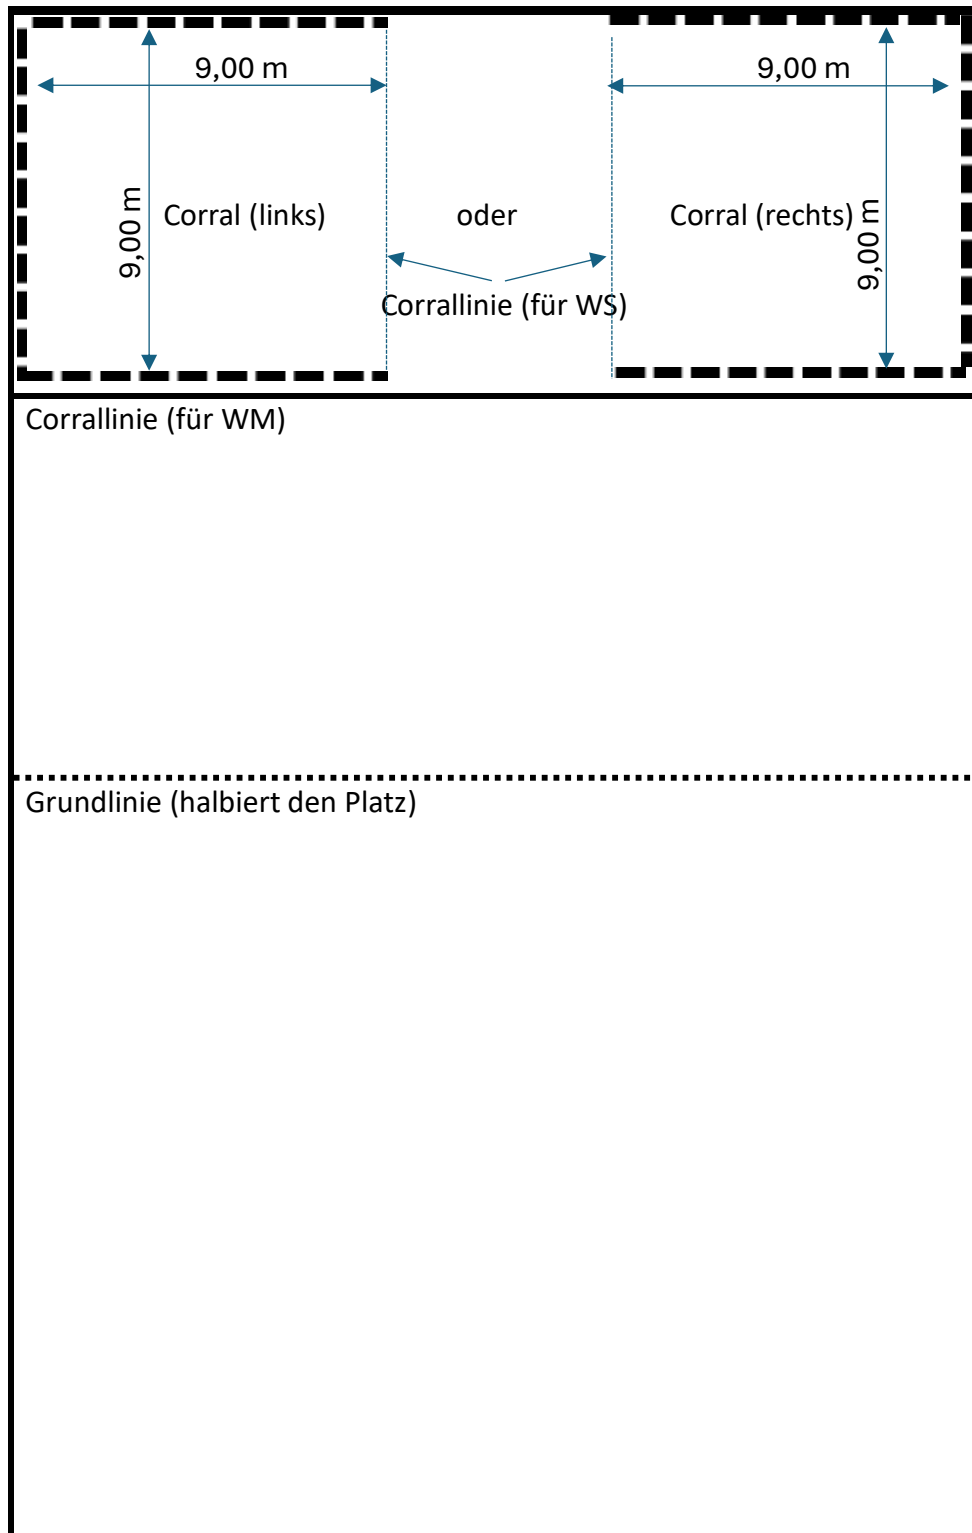 9,00 m
9,00 m
9,00 m
Corral (links)
oder
Corral (rechts)
9,00 m
Corrallinie (für WS)
Corrallinie (für WM)
Grundlinie (halbiert den Platz)